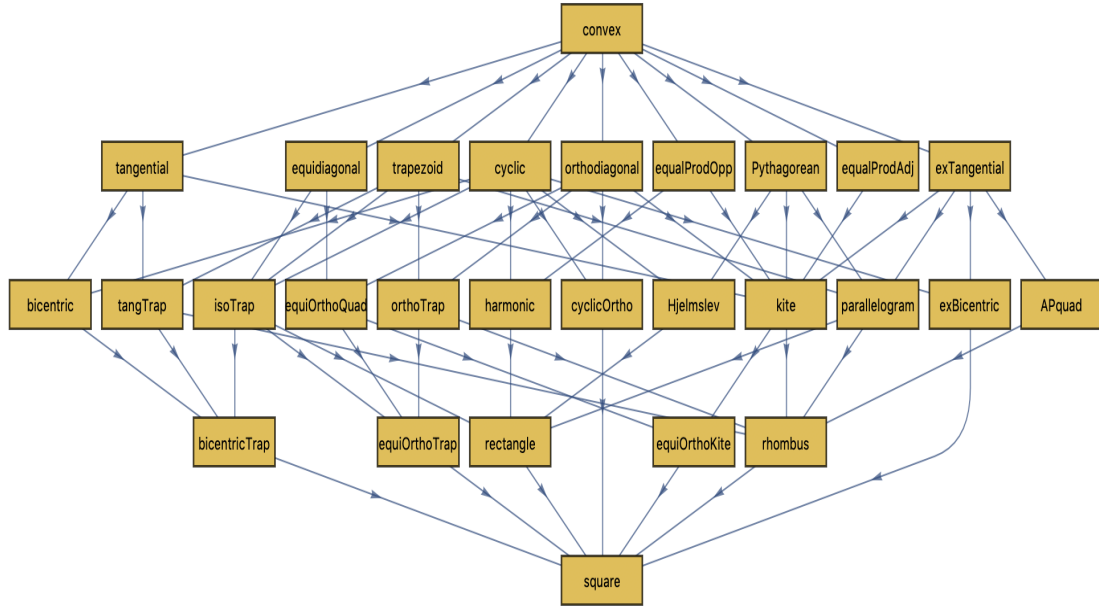 convex
tangential
equidiagonal
trapezoid
cyclic
orthodiagonal
equalProdOpp
Pythagorean
equalProdAdj
exTangential
bicentric
tangTrap
isoTrap
equiOrthoQuad
orthoTrap
harmonic
cyclicOrtho
Hjelmslev
kite
parallelogram
exBicentric
APquad
bicentricTrap
equiOrthoTrap
rectangle
equiOrthoKite
rhombus
square